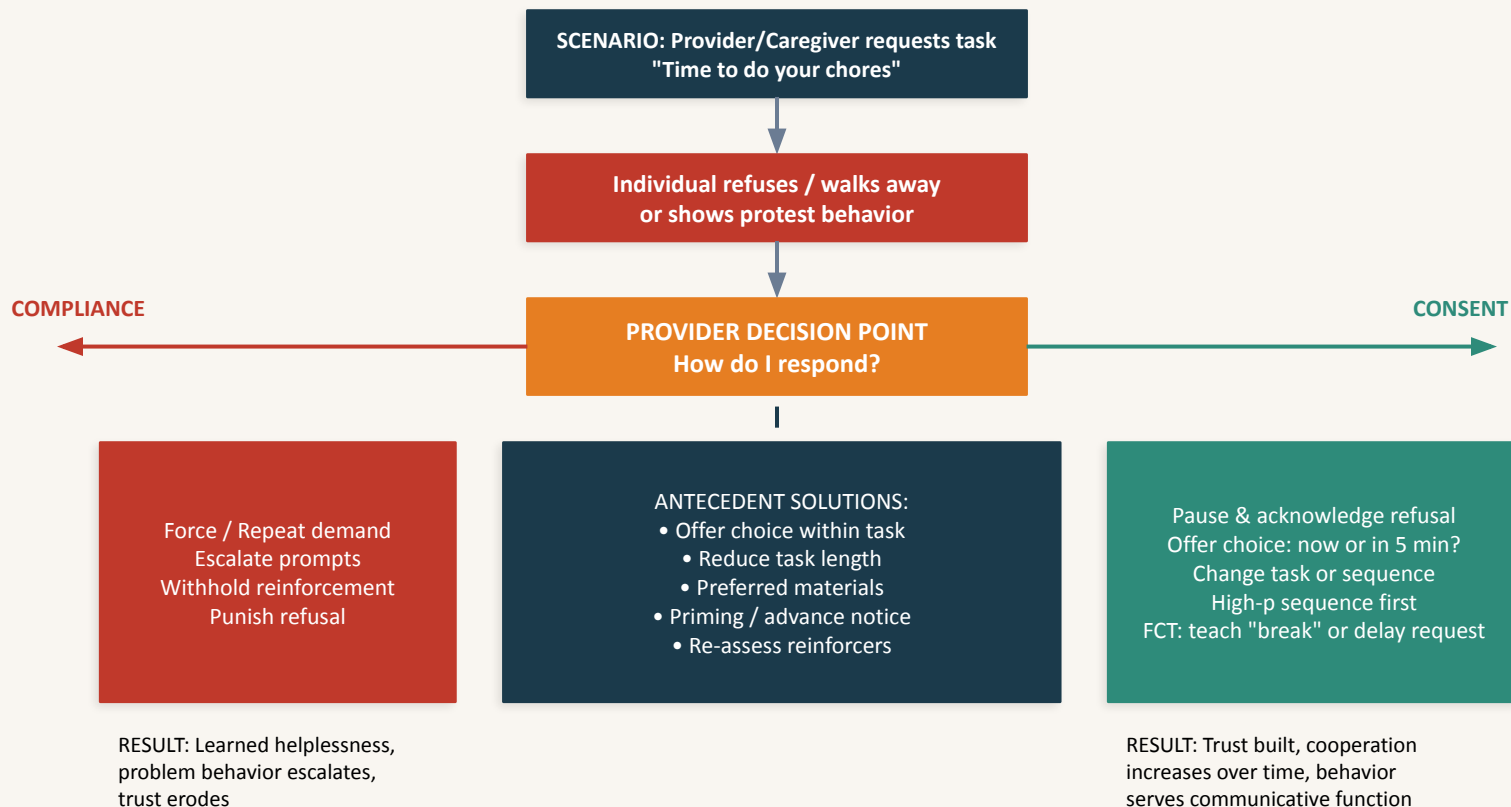 SCENARIO: Provider/Caregiver requests task
"Time to do your chores"
Individual refuses / walks away
or shows protest behavior
COMPLIANCE
PROVIDER DECISION POINT
How do I respond?
CONSENT
Force / Repeat demand
Escalate prompts
Withhold reinforcement
Punish refusal
ANTECEDENT SOLUTIONS:
• Offer choice within task
• Reduce task length
• Preferred materials
• Priming / advance notice
• Re-assess reinforcers
Pause & acknowledge refusal
Offer choice: now or in 5 min?
Change task or sequence
High-p sequence first
FCT: teach "break" or delay request
RESULT: Learned helplessness,
problem behavior escalates,
trust erodes
RESULT: Trust built, cooperation
increases over time, behavior
serves communicative function